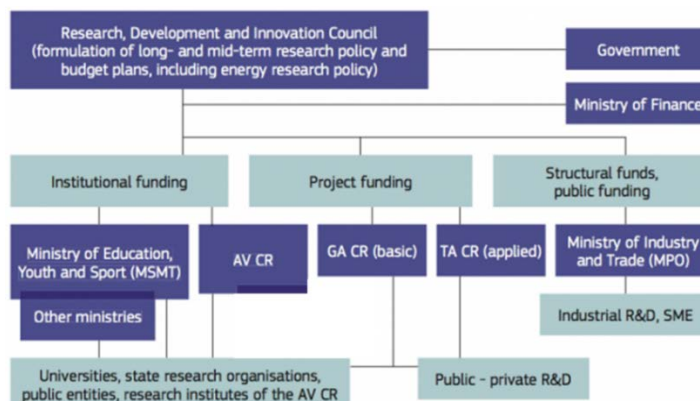 Research, Development and Innovation Council
(formulation of long- and mid-term research policy and
budget plans, including energy research policy)
Government
Ministry of Finance
Institutional funding
Project funding
Structural funds,
public funding
Ministry of Education,
Youth and Sport (MSMT)
AV CR
GA CR (basic)
TA CR (applied)
Ministry of Industry
and Trade (MPO)
Other ministries
Industrial R&D, SME
Universities, state research organisations,
public entities, research institutes of the AV CR
Public - private R&D